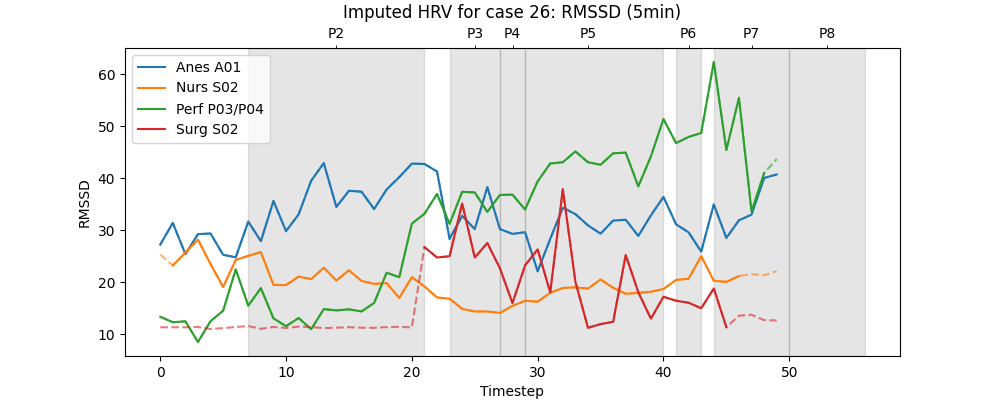 Imputed HRV for case 26: RMSSD (5min)
P2 P3 P4 P5 P6 P7 P8
Anes A01
Nurs S02
Perf P03/P04
Surg S02
RMSSD
60
50
40
30
20
10
0 10 20 30 40 50
Timestep